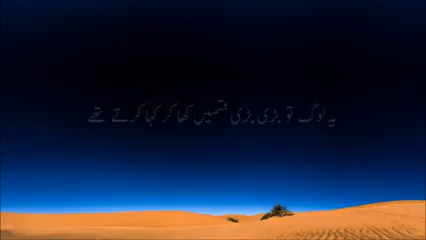 یہ لوگ تو بڑی بڑی قسمیں کھا کر کہا کرتے تھے